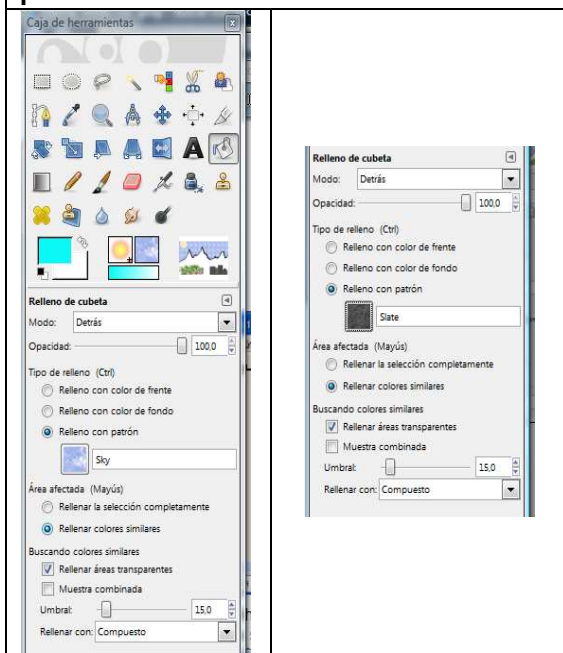 Caja de herramientas
Relleno de cubeta
Modo: Detrás
Opacidad: 100,0
Tipo de relleno (Ctrl)
Relleno con color de frente
Relleno con color de fondo
Relleno con patrón
Sky
Área afectada (Mayús)
Rellenar la selección completamente
Rellenar colores similares
Buscando colores similares
Rellenar áreas transparentes
Muestra combinada
Umbral: 15,0
Rellenar con: Compuesto
Relleno de cubeta
Modo: Detrás
Opacidad: 100,0
Tipo de relleno (Ctrl)
Relleno con color de frente
Relleno con color de fondo
Relleno con patrón
Slate
Área afectada (Mayús)
Rellenar la selección completamente
Rellenar colores similares
Buscando colores similares
Rellenar áreas transparentes
Muestra combinada
Umbral: 15,0
Rellenar con: Compuesto